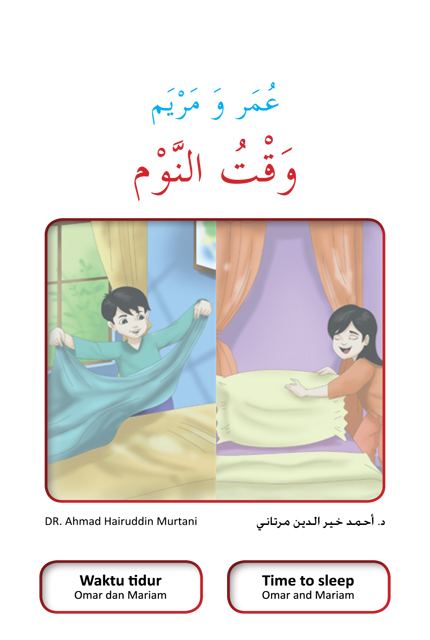 عُمَر وَ مَرْيَم
وَقْتُ النَّوْم
DR. Ahmad Hairuddin Murtani
د. أحمد خير الدين مرتاني
Waktu tidur
Omar dan Mariam
Time to sleep
Omar and Mariam